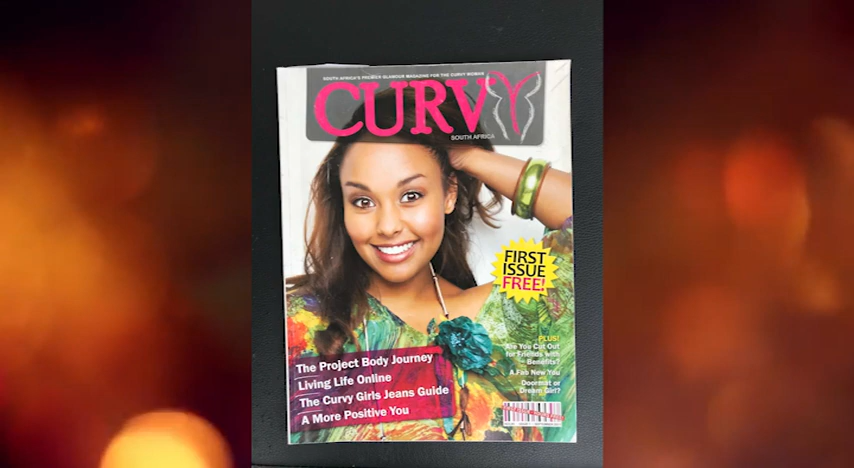 SOUTH AFRICA'S PREMIER GLAMOUR MAGAZINE FOR THE CURVY WOMAN
CURVY
SOUTH AFRICA
FIRST
ISSUE
FREE!
The Project Body Journey
Living Life Online
The Curvy Girls Jeans Guide
A More Positive You
PLUS!
Are You Cut Out
for Friends with
Benefits?
A Fab New You
Doormat or
Dream Girl?